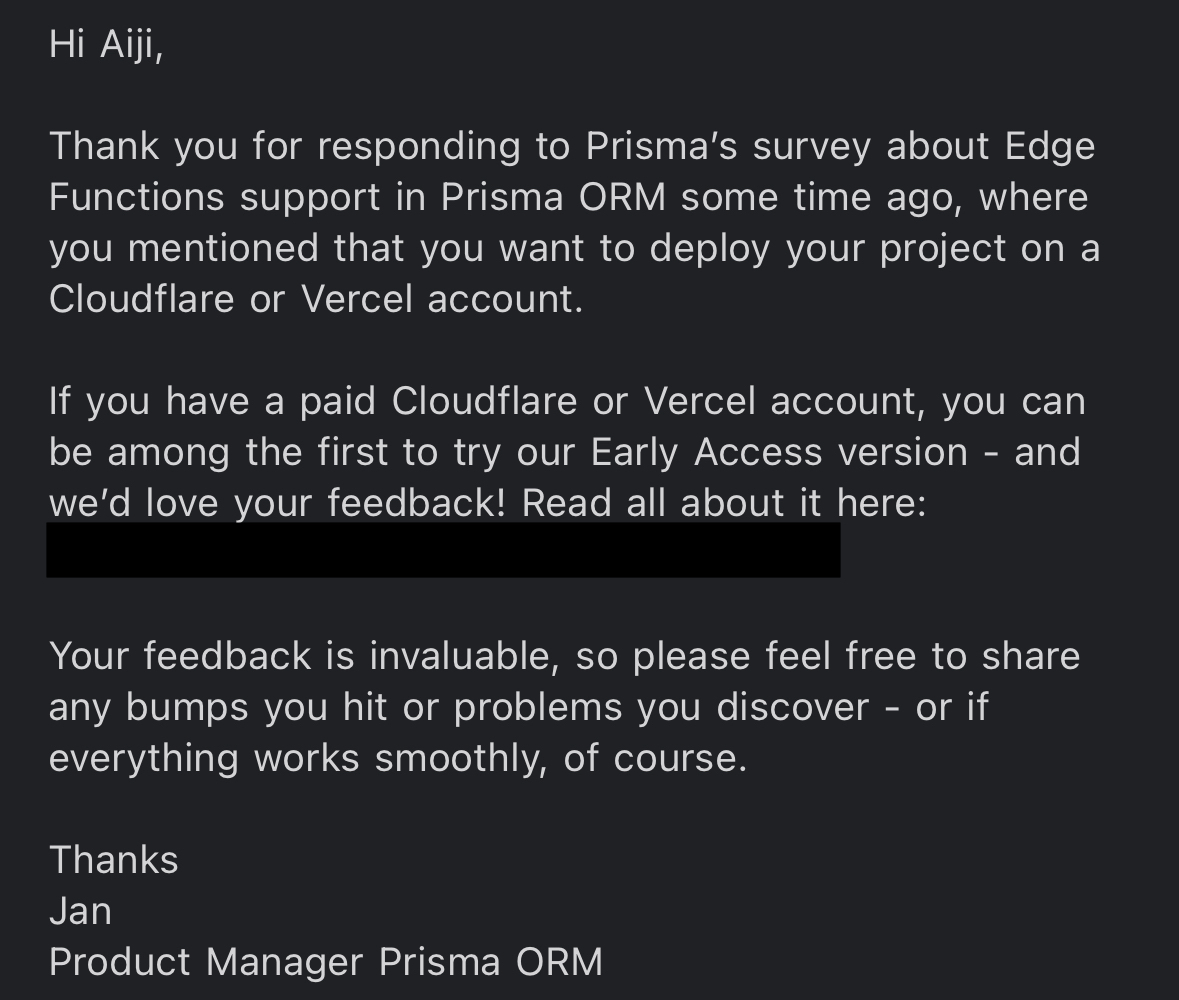 Hi Aiji,
Thank you for responding to Prisma’s survey about Edge
Functions support in Prisma ORM some time ago, where
you mentioned that you want to deploy your project on a
Cloudflare or Vercel account.
If you have a paid Cloudflare or Vercel account, you can
be among the first to try our Early Access version - and
we’d love your feedback! Read all about it here:
Your feedback is invaluable, so please feel free to share
any bumps you hit or problems you discover - or if
everything works smoothly, of course.
Thanks
Jan
Product Manager Prisma ORM